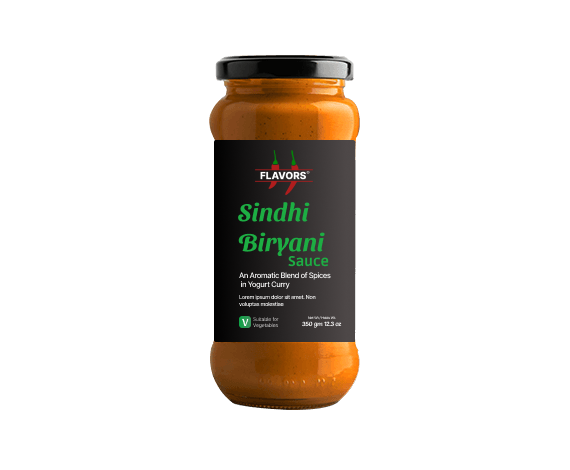 FLAVORS®
Sindhi
Biryani
Sauce
An Aromatic Blend of Spices
in Yogurt Curry
Lorem ipsum dolor sit amet. Non
voluptas molestiae
V
Suitable for
Vegetables
350 gm 12.3 oz